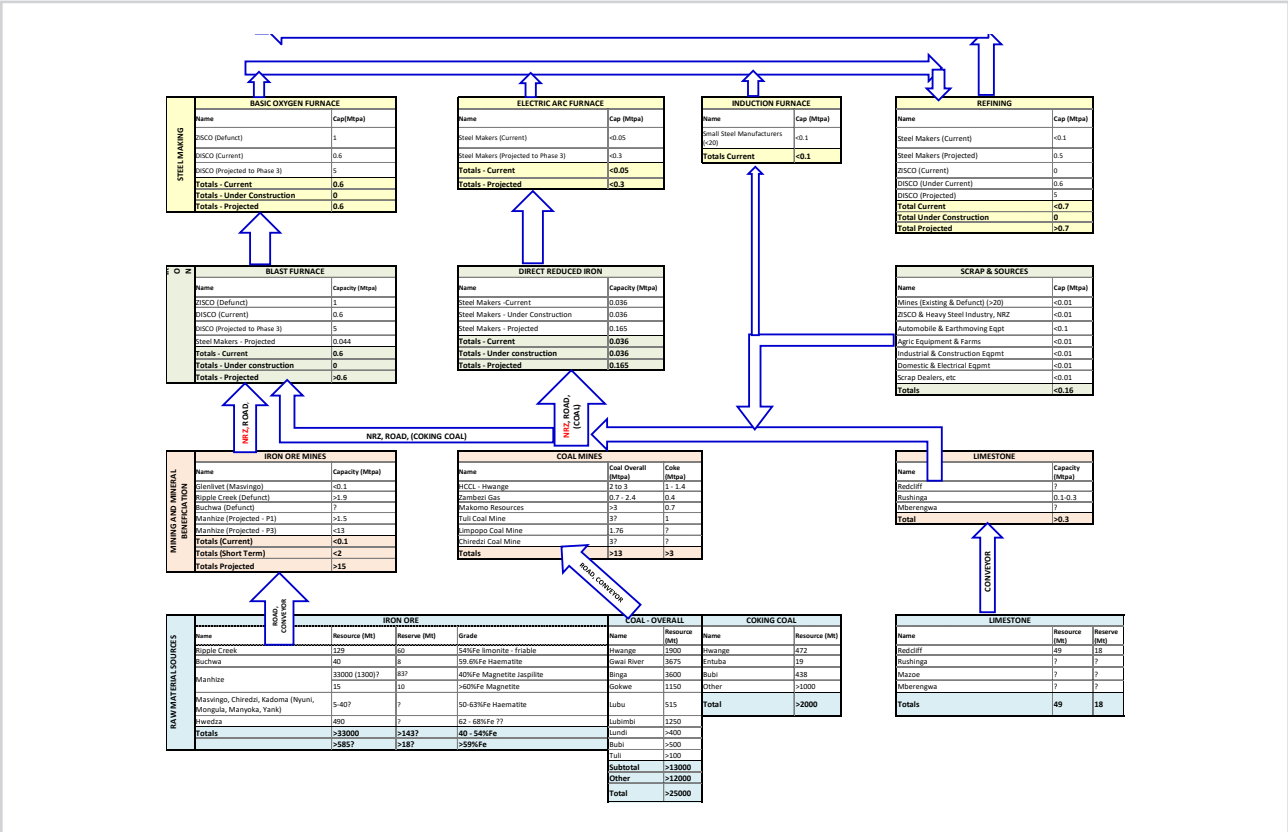 STEEL MAKING
BASIC OXYGEN FURNACE
Name Cap(Mtpa)
ZISCO (Defunct) 1
DISCO (Current) 0.6
DISCO (Projected to Phase 3) 5
Totals - Current 0.6
Totals - Under Construction 0
Totals - Projected 0.6
ELECTRIC ARC FURNACE
Name Cap (Mtpa)
Steel Makers (Current) <0.05
Steel Makers (Projected to Phase 3) <0.3
Totals - Current <0.05
Totals - Projected <0.3
INDUCTION FURNACE
Name Cap (Mtpa)
Small Steel Manufacturers
(<20) <0.1
Totals Current <0.1
REFINING
Name Cap (Mtpa)
Steel Makers (Current) <0.1
Steel Makers (Projected) 0.5
ZISCO (Current) 0
DISCO (Under Current) 0.6
DISCO (Projected) 5
Total Current <0.7
Total Under Construction 0
Total Projected >0.7
O N
BLAST FURNACE
Name Capacity (Mtpa)
ZISCO (Defunct) 1
DISCO (Current) 0.6
DISCO (Projected to Phase 3) 5
Steel Makers - Projected 0.044
Totals - Current 0.6
Totals - Under construction 0
Totals - Projected >0.6
DIRECT REDUCED IRON
Name Capacity (Mtpa)
Steel Makers -Current 0.036
Steel Makers - Under Construction 0.036
Steel Makers - Projected 0.165
Totals - Current 0.036
Totals - Under construction 0.036
Totals - Projected 0.165
SCRAP & SOURCES
Name Cap (Mtpa)
Mines (Existing & Defunct) (>20) <0.01
ZISCO & Heavy Steel Industry, NRZ <0.01
Automobile & Earthmoving Eqpt <0.1
Agric Equipment & Farms <0.01
Industrial & Construction Eqpmt <0.01
Domestic & Electrical Eqpmt <0.01
Scrap Dealers, etc <0.01
Totals <0.16
NRZ, ROAD,
NRZ, ROAD, (COKING COAL)
NRZ, ROAD,
(COAL)
MINING AND MINERAL
BENEFICIATION
IRON ORE MINES
Name Capacity (Mtpa)
Glenlivet (Masvingo) <0.1
Ripple Creek (Defunct) >1.9
Buchwa (Defunct) ?
Manhize (Projected - P1) >1.5
Manhize (Projected - P3) <13
Totals (Current) <0.1
Totals (Short Term) <2
Totals Projected >15
COAL MINES
Name Coal Overall (Mtpa) Coke (Mtpa)
HCCL - Hwange 2 to 3 1 - 1.4
Zambezi Gas 0.7 - 2.4 0.4
Makomo Resources >3 0.7
Tuli Coal Mine 3? 1
Limpopo Coal Mine 1.76 ?
Chiredzi Coal Mine 3? ?
Totals >13 >3
LIMESTONE
Name Capacity (Mtpa)
Redcliff ?
Rushinga 0.1-0.3
Mberengwa ?
Total >0.3
ROAD,
CONVEYOR
ROAD, CONVEYOR
CONVEYOR
RAW MATERIAL SOURCES
IRON ORE
Name Resource (Mt) Reserve (Mt) Grade
Ripple Creek 129 60 54%Fe limonite - friable
Buchwa 40 8 59.6%Fe Haematite
Manhize 33000 (1300)? 83? 40%Fe Magnetite Jaspilite
15 10 >60%Fe Magnetite
Masvingo, Chiredzi, Kadoma (Nyuni,
Mongula, Manyoka, Yank) 5-40? ? 50-63%Fe Haematite
Hwedza 490 ? 62 - 68%Fe ??
Totals >33000 >143? 40 - 54%Fe
>585? >18? >59%Fe
COAL - OVERALL
Name Resource (Mt)
Hwange 1900
Gwai River 3675
Binga 3600
Gokwe 1150
Lubu 515
Lubimbi 1250
Lundi >400
Bubi >500
Tuli >100
Subtotal >13000
Other >12000
Total >25000
COKING COAL
Name Resource (Mt)
Hwange 472
Entuba 19
Bubi 438
Other >1000
Total >2000
LIMESTONE
Name Resource (Mt) Reserve (Mt)
Redcliff 49 18
Rushinga ? ?
Mazoe ? ?
Mberengwa ? ?
Totals 49 18